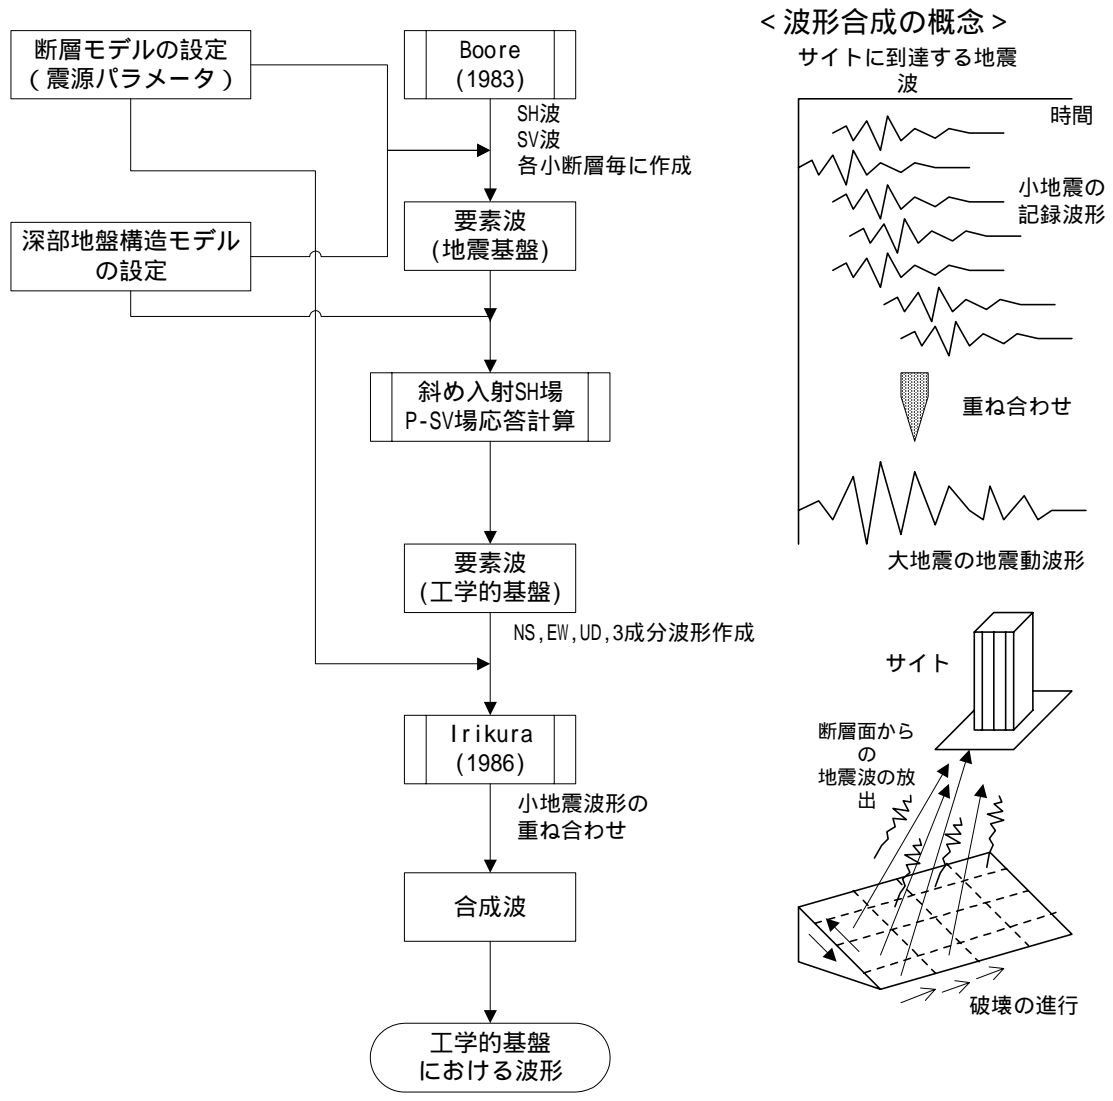 断層モデルの設定
(震源パラメータ)
Boore
(1983)
SH波
SV波
各小断層毎に作成
深部地盤構造モデル
の設定
要素波
(地震基盤)
斜め入射SH場
P-SV場応答計算
要素波
(工学的基盤)
NS,EW,UD,3成分波形作成
Irikura
(1986)
小地震波形の
重ね合わせ
合成波
工学的基盤
における波形
<波形合成の概念>
サイトに到達する地震
波
時間
小地震の
記録波形
重ね合わせ
大地震の地震動波形
サイト
断層面から
の
地震波の放
出
破壊の進行